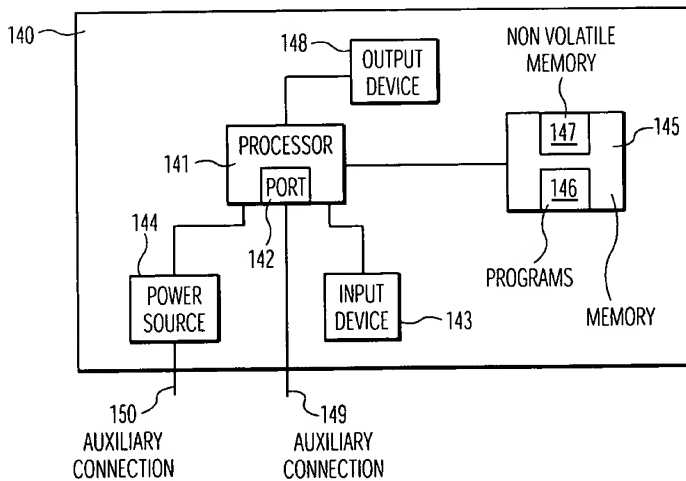 140
148
OUTPUT
DEVICE
NON VOLATILE
MEMORY
147
145
PROCESSOR
141
PORT
142
146
144
POWER
SOURCE
INPUT
DEVICE
143
PROGRAMS
MEMORY
150
AUXILIARY
CONNECTION
149
AUXILIARY
CONNECTION